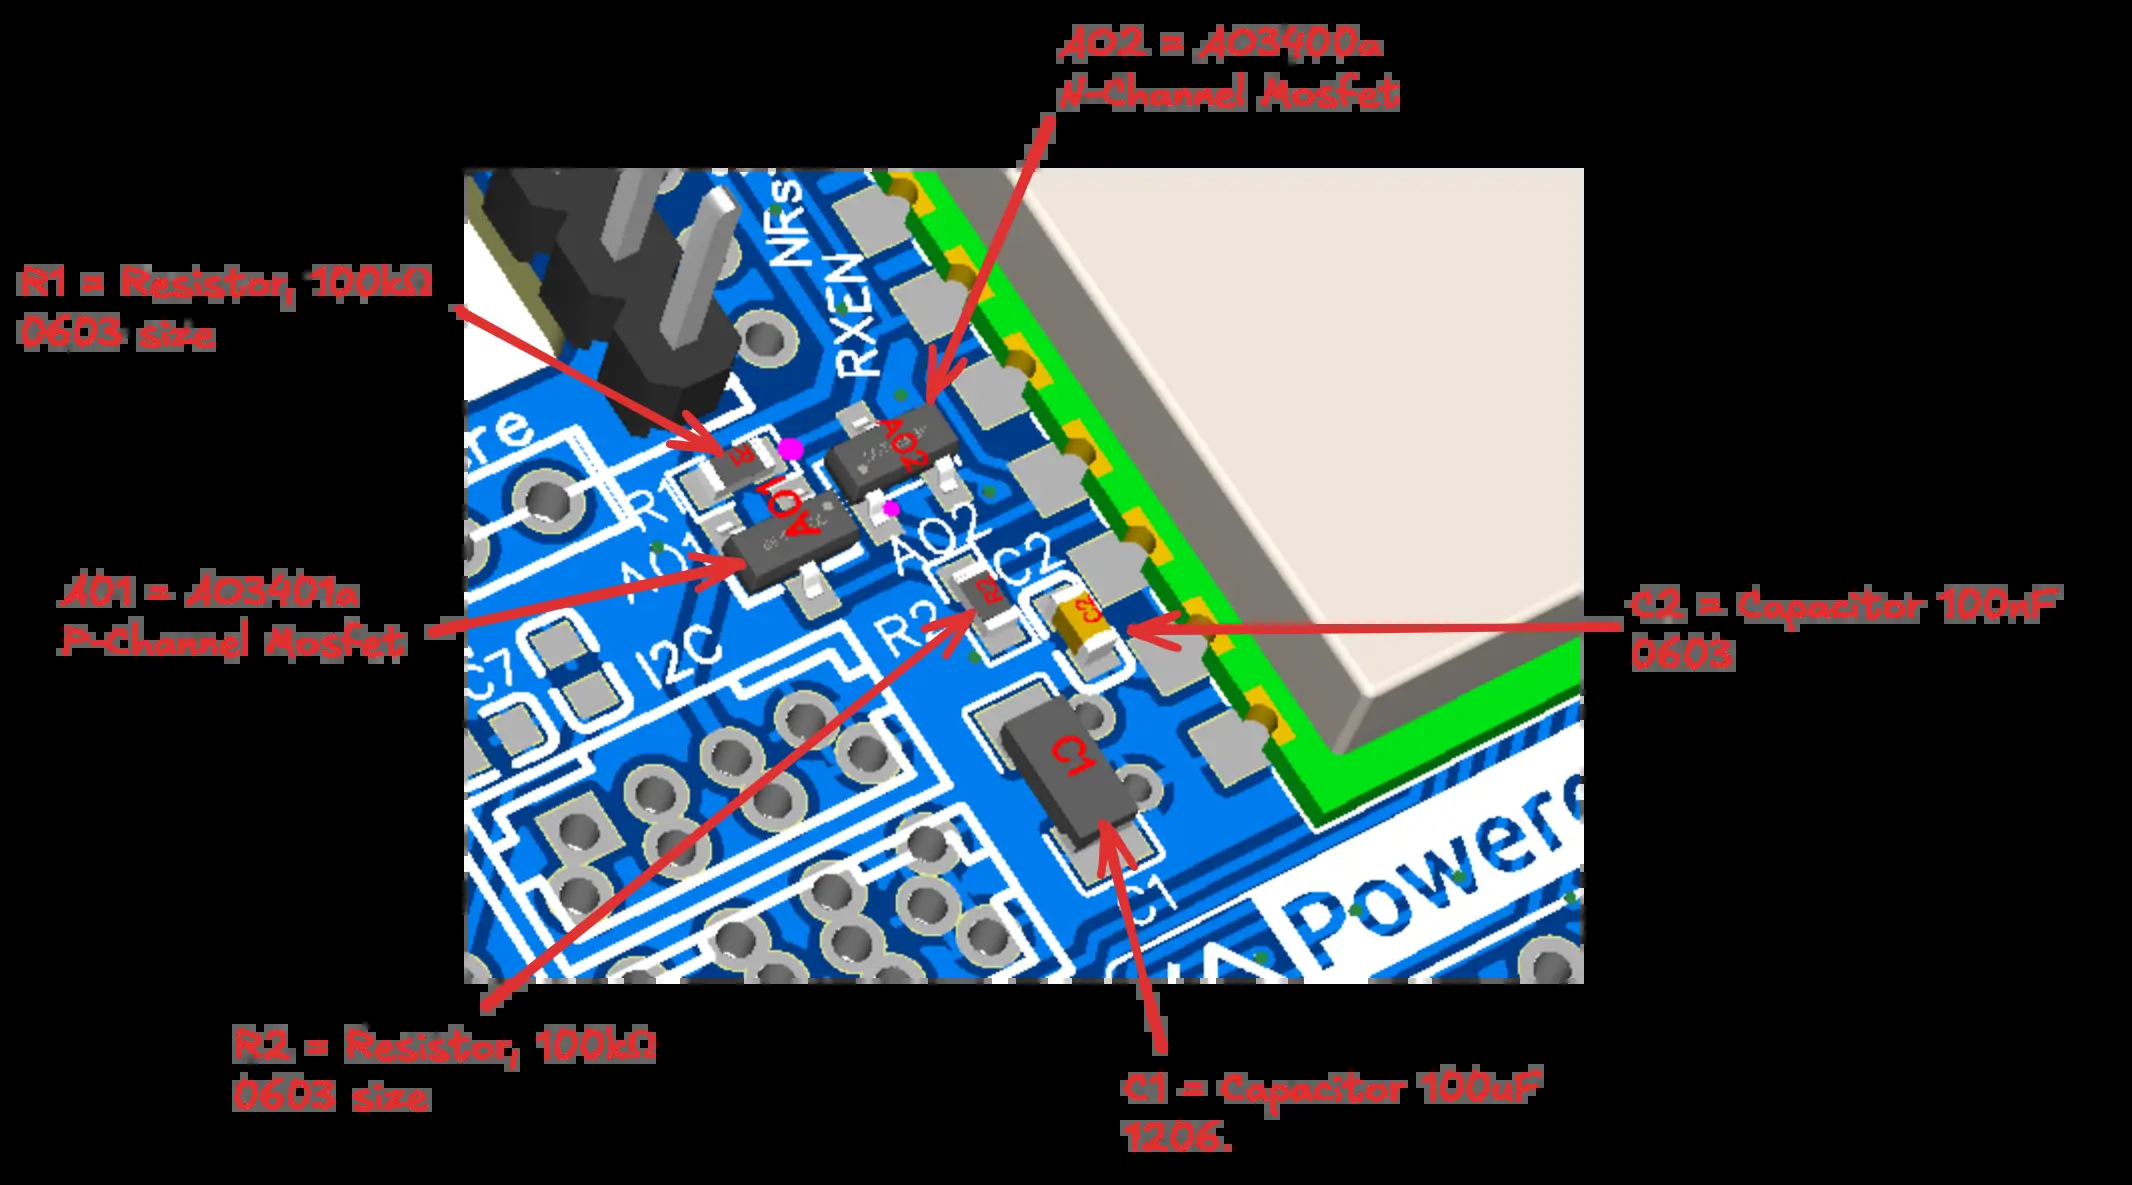 AO2 = AO3400a
N-Channel Mosfet
R1 = Resistor, 100kΩ
0603 size
AO1 = AO3401a
P-Channel Mosfet
C2 = Capacitor 100nF
0603
R2 = Resistor, 100kΩ
0603 size
C1 = Capacitor 100uF
1206.
NRs
RXEN
re
R1
R1
AO1
AO1
AO2
AO2
C2
C2
R2
R2
I2C
C7
C1
C1
Powere